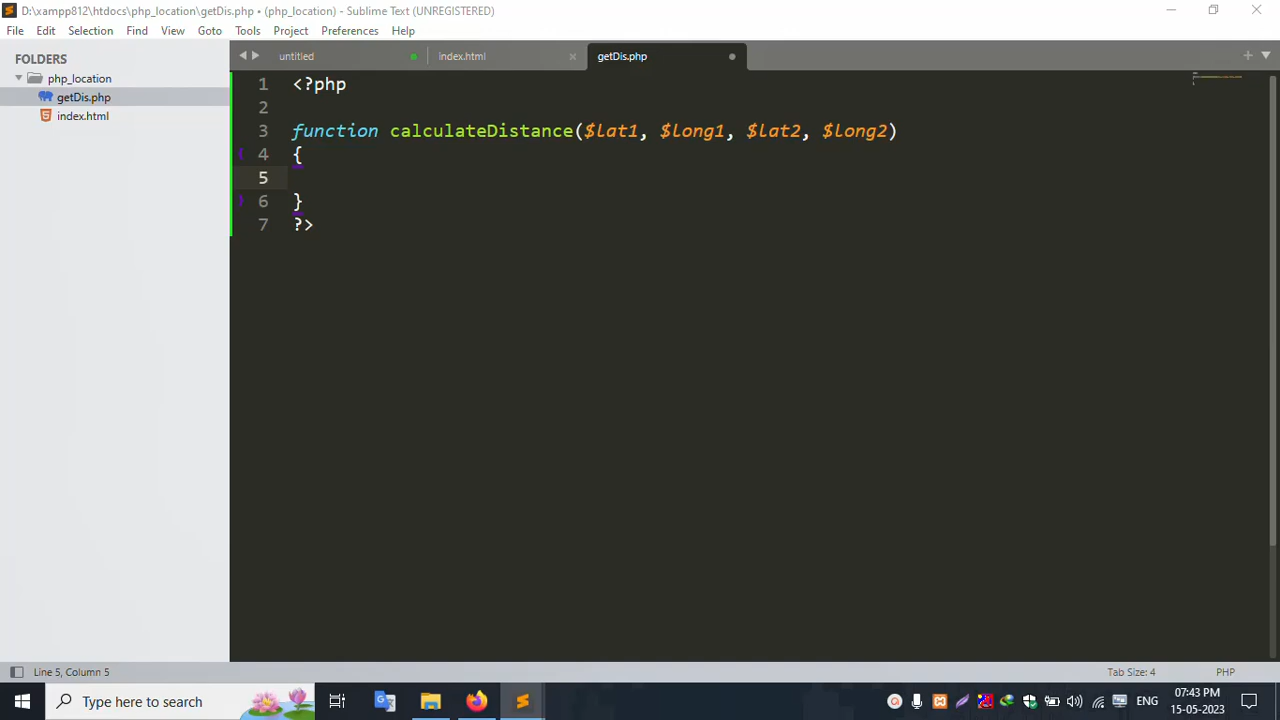 D:\xampp812\htdocs\php_location\getDis.php • (php_location) - Sublime Text (UNREGISTERED)
File Edit Selection Find View Goto Tools Project Preferences Help
FOLDERS
php_location
getDis.php
index.html
untitled
index.html
getDis.php
1 <?php
2
3 function calculateDistance($lat1, $long1, $lat2, $long2)
4 {
5
6 }
7 ?>
Line 5, Column 5
Tab Size: 4
PHP
Type here to search
ENG
07:43 PM
15-05-2023